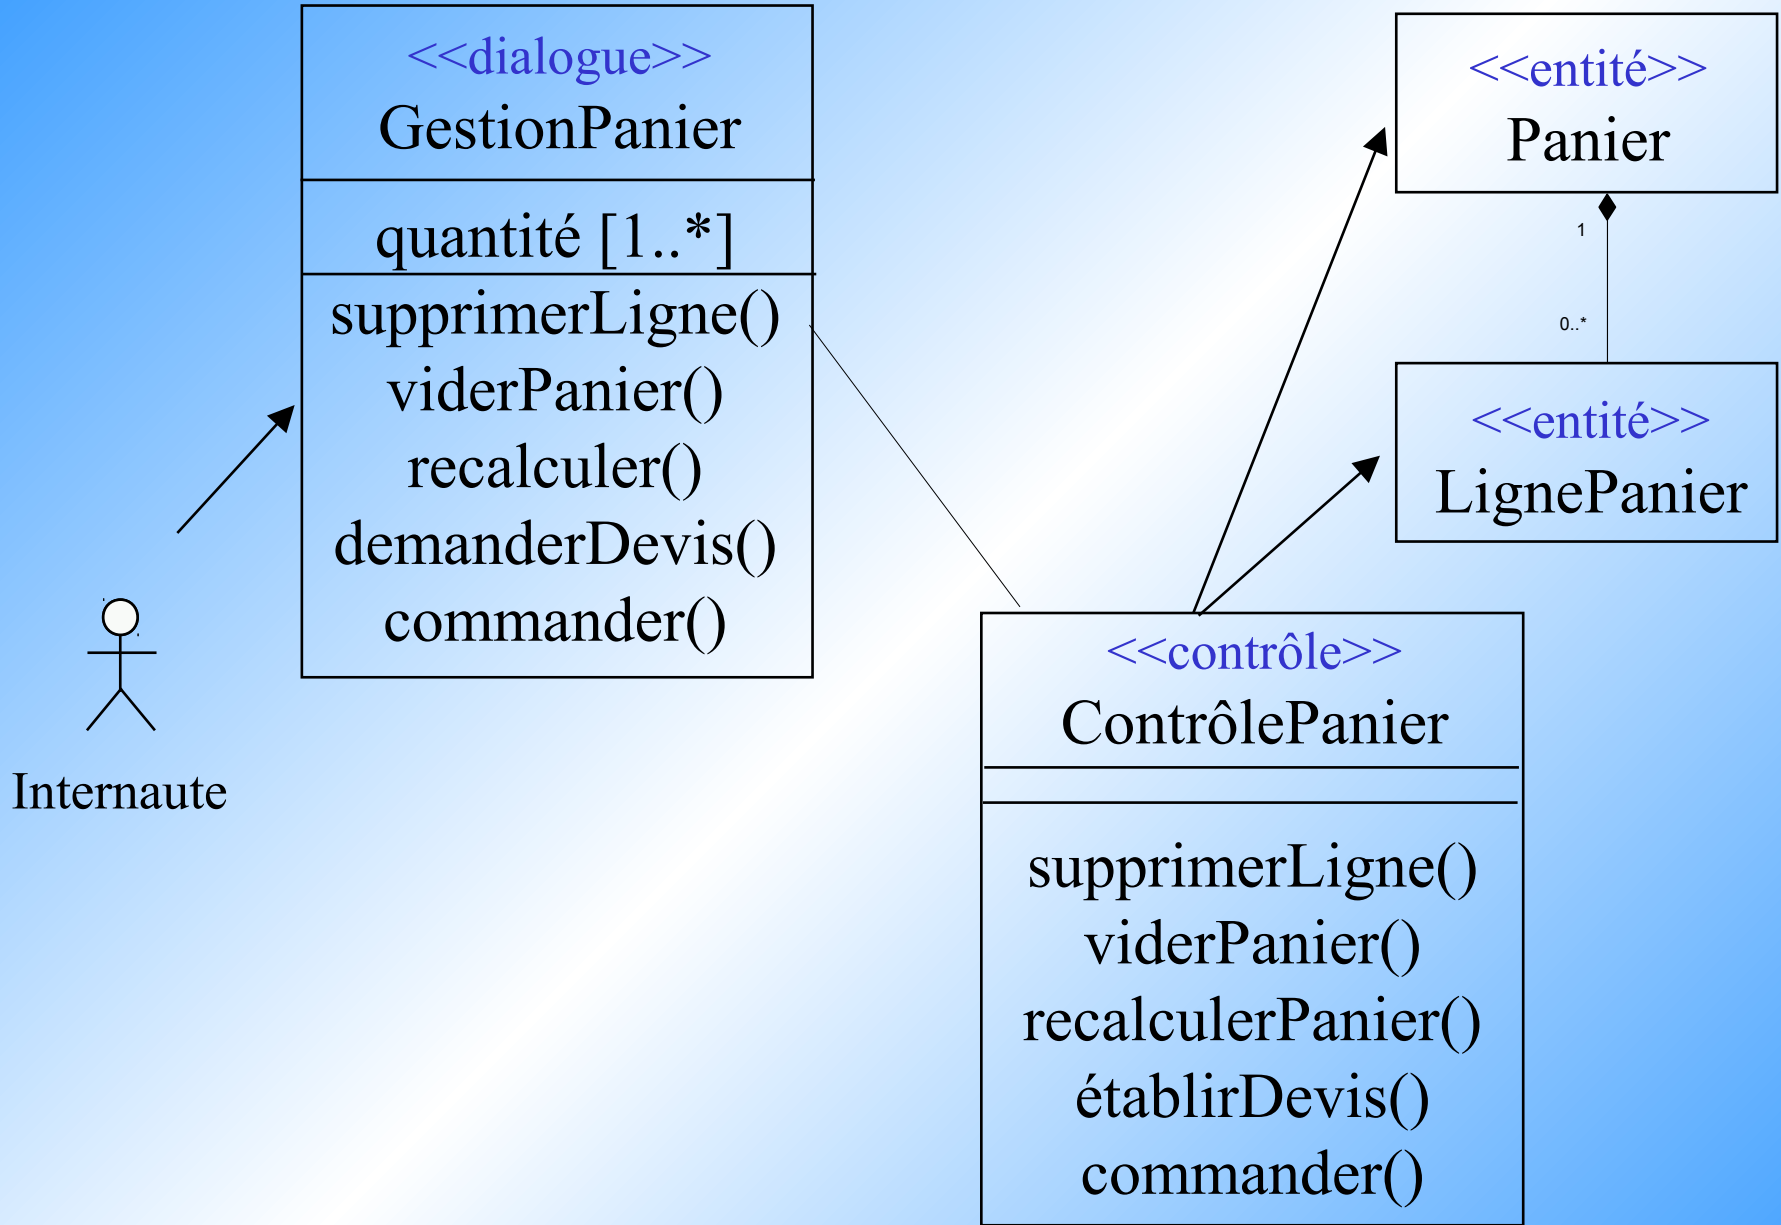 <<dialogue>>
GestionPanier
quantité [1..*]
supprimerLigne()
viderPanier()
recalculer()
demanderDevis()
commander()
Internaute
<<entité>>
Panier
1
0..*
<<entité>>
LignePanier
<<contrôle>>
ContrôlePanier
supprimerLigne()
viderPanier()
recalculerPanier()
établirDevis()
commander()